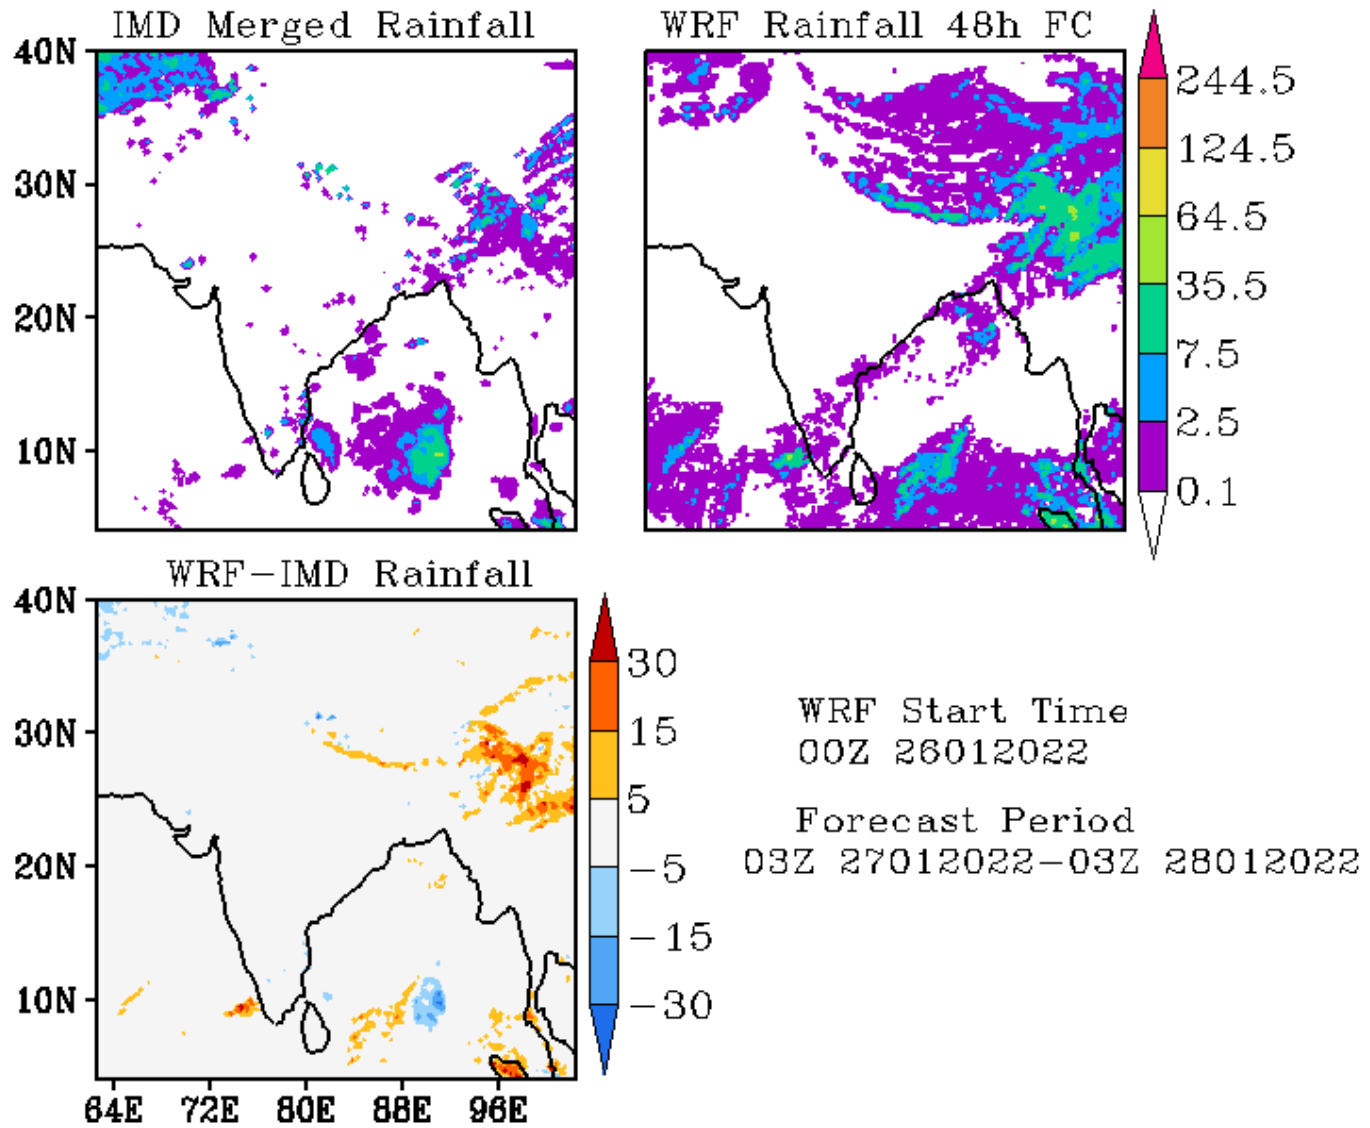 IMD Merged Rainfall
WRF Rainfall 48h FC
40N
30N
20N
10N
244.5
124.5
64.5
35.5
7.5
2.5
0.1
WRF-IMD Rainfall
40N
30N
20N
10N
64E 72E 80E 88E 96E
30
15
5
-5
-15
-30
WRF Start Time
00Z 26012022
Forecast Period
03Z 27012022-03Z 28012022